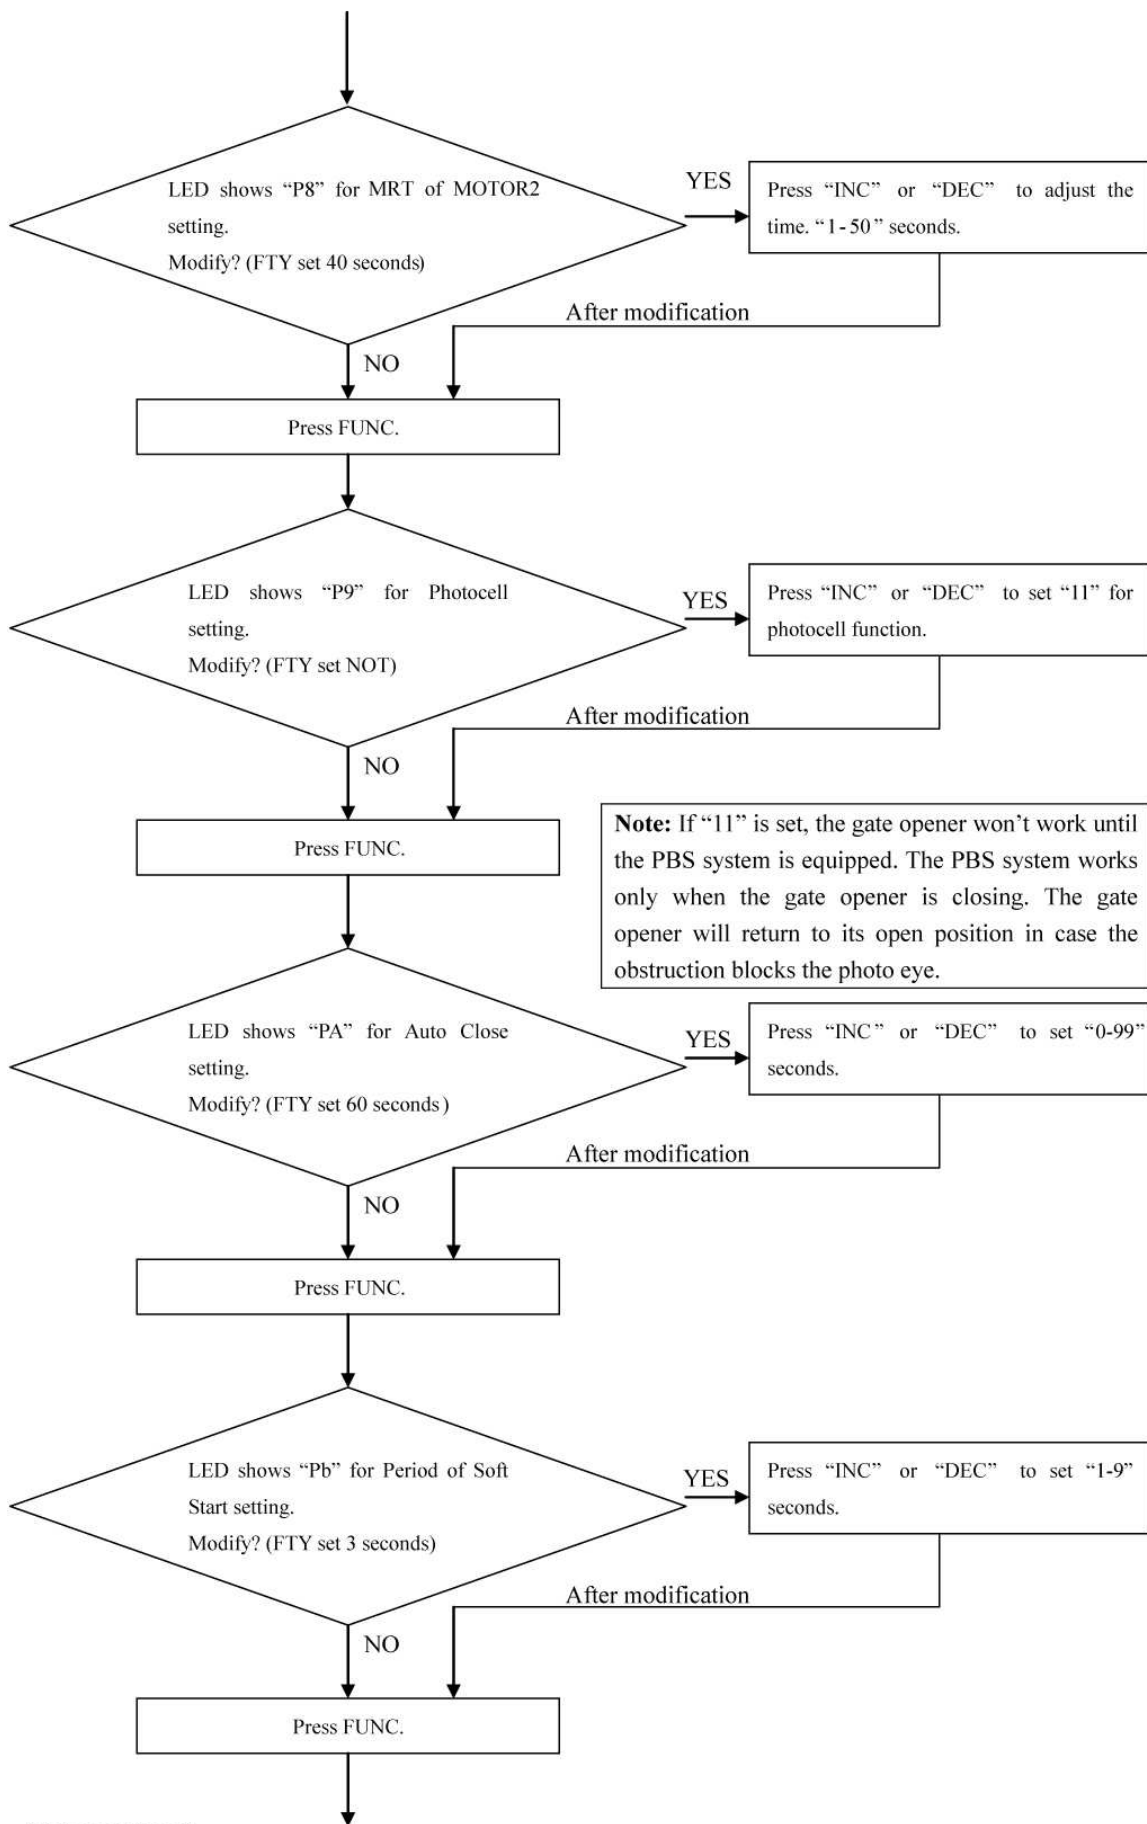 LED shows “P8” for MRT of MOTOR2
setting.
Modify? (FTY set 40 seconds)
YES
Press “INC” or “DEC” to adjust the
time. “1-50” seconds.
After modification
NO
Press FUNC.
LED shows “P9” for Photocell
setting.
Modify? (FTY set NOT)
YES
Press “INC” or “DEC” to set “11” for
photocell function.
After modification
NO
Press FUNC.
Note: If “11” is set, the gate opener won’t work until
the PBS system is equipped. The PBS system works
only when the gate opener is closing. The gate
opener will return to its open position in case the
obstruction blocks the photo eye.
LED shows “PA” for Auto Close
setting.
Modify? (FTY set 60 seconds)
YES
Press “INC” or “DEC” to set “0-99”
seconds.
After modification
NO
Press FUNC.
LED shows “Pb” for Period of Soft
Start setting.
Modify? (FTY set 3 seconds)
YES
Press “INC” or “DEC” to set “1-9”
seconds.
After modification
NO
Press FUNC.